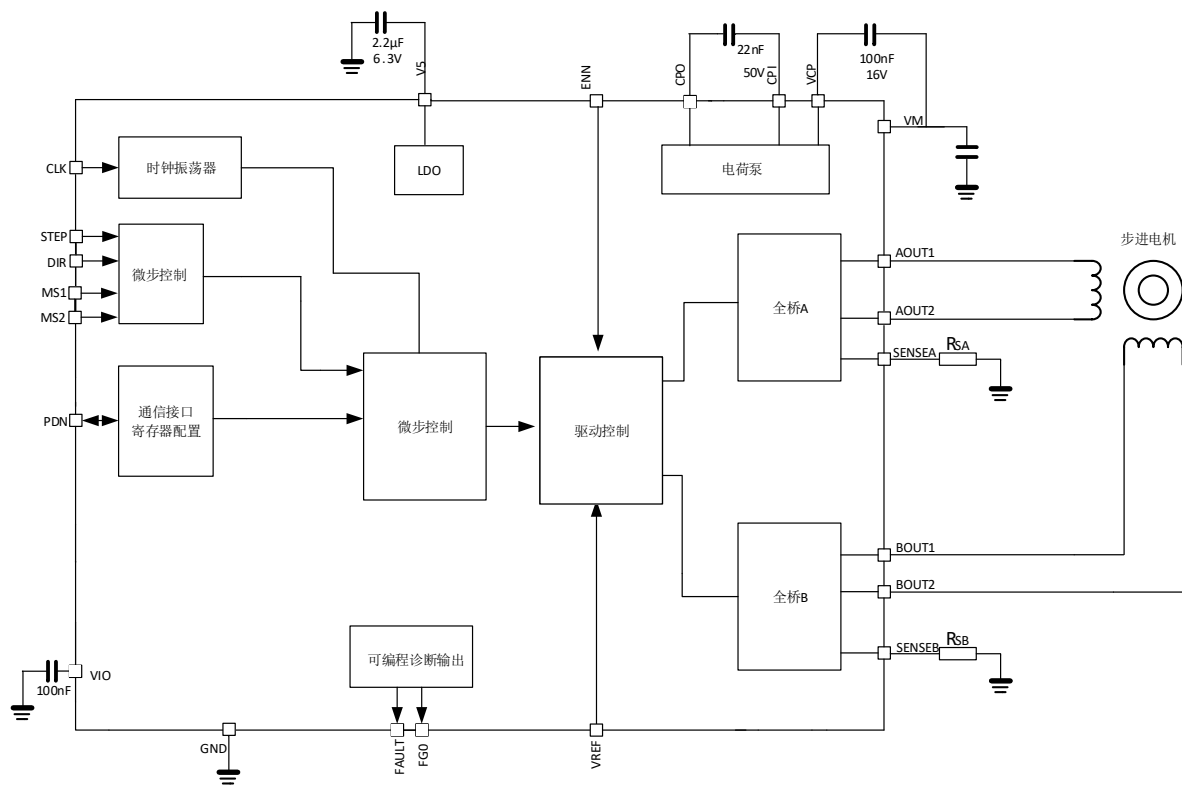 2.2µF
6.3V
V5
ENN
CPO
22nF
50V
CPI
VCP
100nF
16V
VM
CLK
时钟振荡器
LDO
电荷泵
STEP
DIR
MS1
MS2
微步控制
全桥A
AOUT1
AOUT2
SENSEA
RSA
步进电机
PDN
通信接口
寄存器配置
微步控制
驱动控制
全桥B
BOUT1
BOUT2
SENSEB
RSB
可编程诊断输出
VIO
100nF
GND
FAULT
FG0
VREF